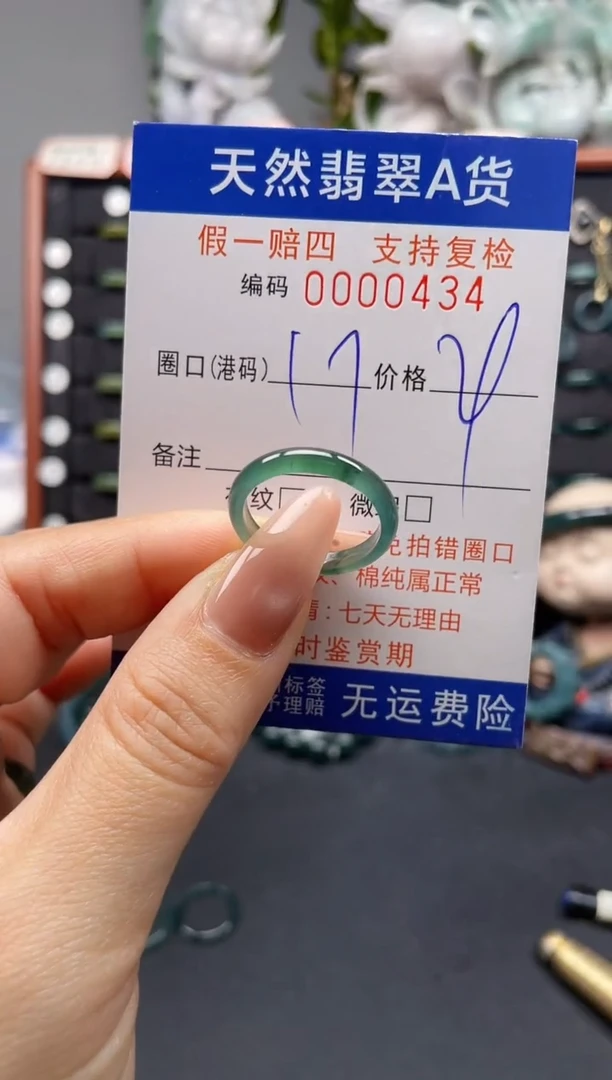 天然翡翠A货
假一赔四 支持复检
编码 0000434
圈口(港码) 17 价格
备注
纹□ 微□
免拍错圈口
、棉纯属正常
:七天无理由
时鉴赏期
标签
理赔
无运费险